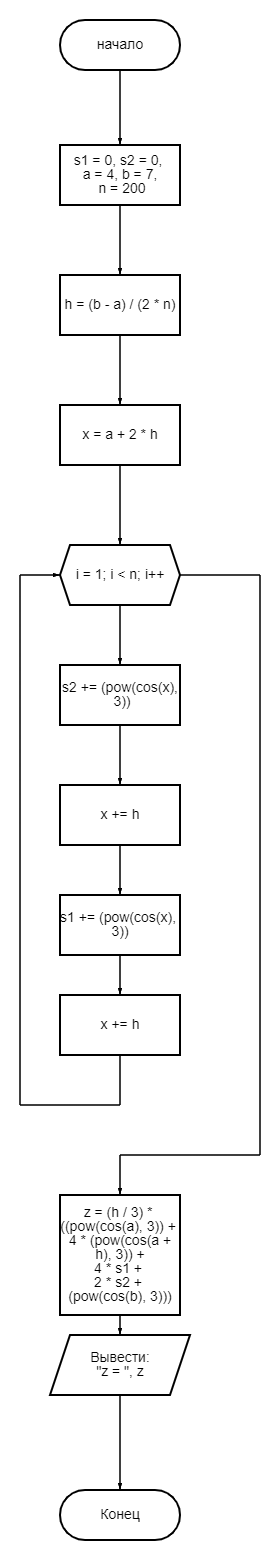 начало
s1 = 0, s2 = 0,
a = 4, b = 7,
n = 200
h = (b - a) / (2 * n)
x = a + 2 * h
i = 1; i < n; i++
s2 += (pow(cos(x),
3))
x += h
s1 += (pow(cos(x),
3))
x += h
z = (h / 3) *
((pow(cos(a), 3)) +
4 * (pow(cos(a +
h), 3)) +
4 * s1 +
2 * s2 +
(pow(cos(b), 3)))
Вывести:
"z = ", z
Конец